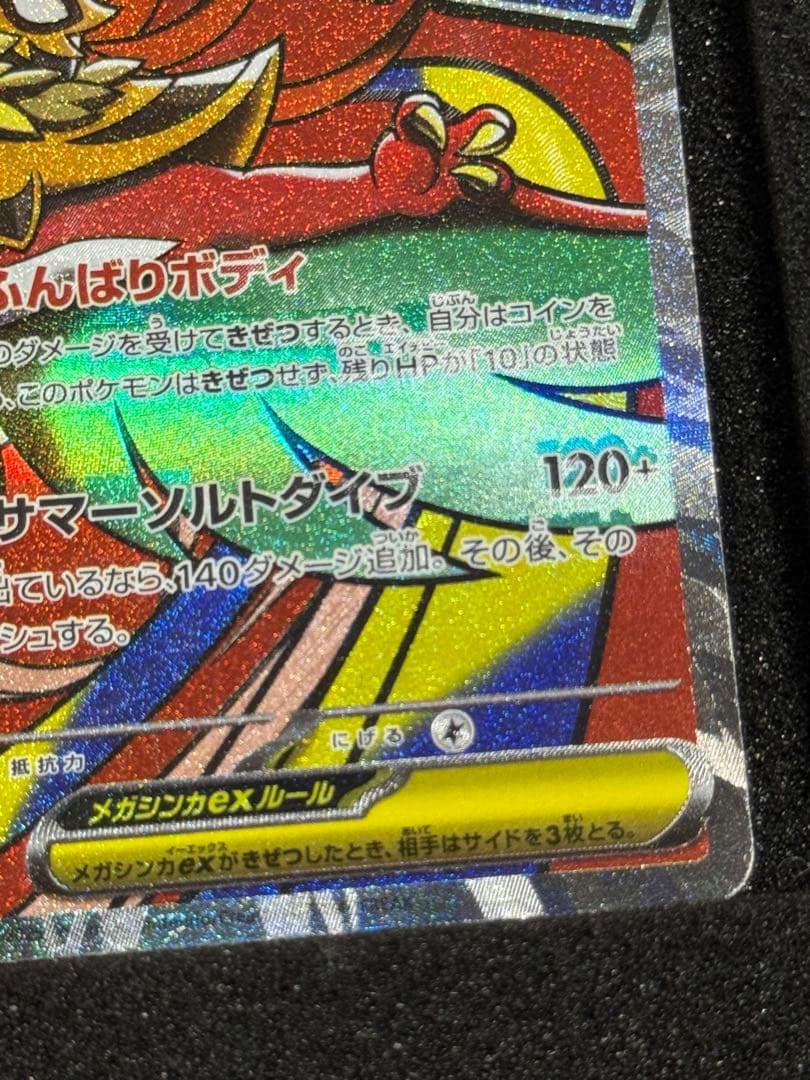 ふんばりボディ
のダメージを受けてきぜつするとき、自分はコインを
、このポケモンはきぜつせず、残りHPが「10」の状態
サマーソルトダイブ 120+
出ているなら、140ダメージ追加。その後、その
シュする。
抵抗力 にげる
メガシンカexルール
メガシンカexがきぜつしたとき、相手はサイドを3枚とる。